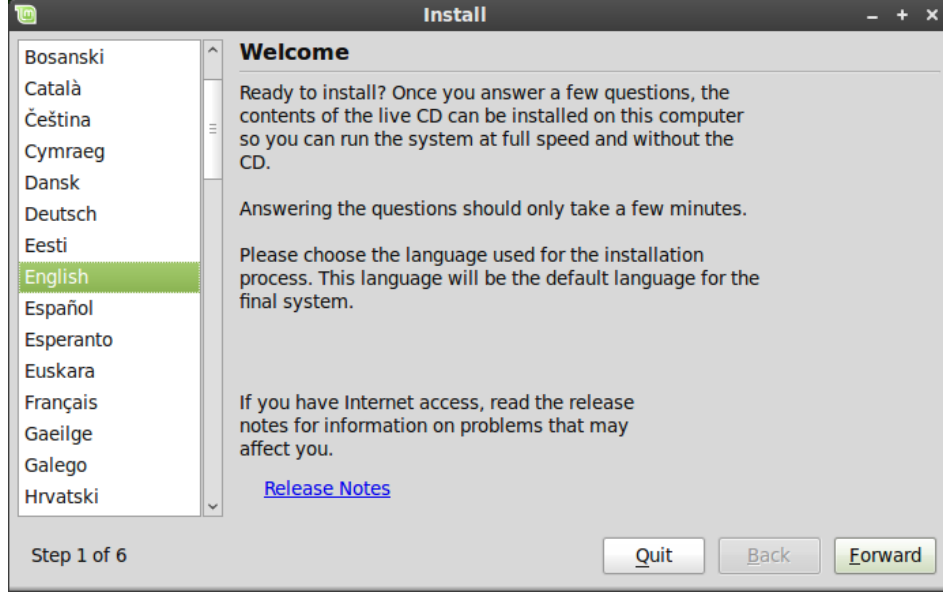 Install
Bosanski
Català
Čeština
Cymraeg
Dansk
Deutsch
Eesti
English
Español
Esperanto
Euskara
Français
Gaeilge
Galego
Hrvatski
Welcome
Ready to install? Once you answer a few questions, the
contents of the live CD can be installed on this computer
so you can run the system at full speed and without the
CD.
Answering the questions should only take a few minutes.
Please choose the language used for the installation
process. This language will be the default language for the
final system.
If you have Internet access, read the release
notes for information on problems that may
affect you.
Release Notes
Step 1 of 6
Quit
Back
Forward